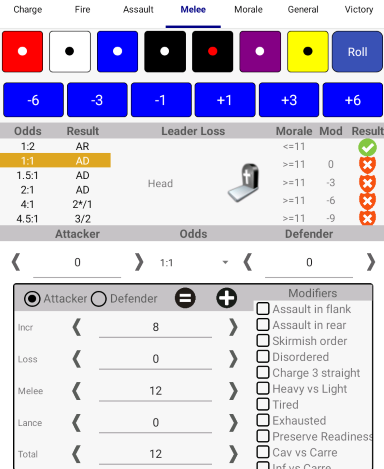 Charge Fire Assault Melee Morale General Victory
Roll
-6 -3 -1 +1 +3 +6
Odds Result Leader Loss Morale Mod Result
1:2 AR <=11
1:1 AD >=11 0
1.5:1 AD Head >=11 -3
2:1 AD >=11 -6
4:1 2*/1 >=11 -6
4.5:1 3/2 >=11 -9
Attacker Odds Defender
0 1:1 0
Attacker Defender Modifiers
Incr 8
Loss 0
Melee 12
Lance 0
Total 12
Assault in flank
Assault in rear
Skirmish order
Disordered
Charge 3 straight
Heavy vs Light
Tired
Exhausted
Preserve Readiness
Cav vs Carre
Inf vs Carre